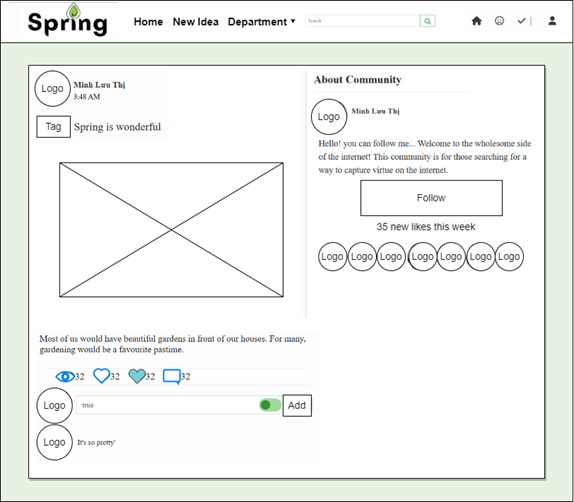 Spring
Home New Idea Department
Search
Logo
Minh Lưu Thị
3:48 AM
Tag
Spring is wonderful
Most of us would have beautiful gardens in front of our houses. For many,
gardening would be a favourite pastime.
32 32 32 32
Logo
true
Add
Logo
It's so pretty'
About Community
Logo
Minh Lưu Thị
Hello! you can follow me... Welcome to the wholesome side
of the internet! This community is for those searching for a
way to capture virtue on the internet.
Follow
35 new likes this week
Logo Logo Logo Logo Logo Logo Logo